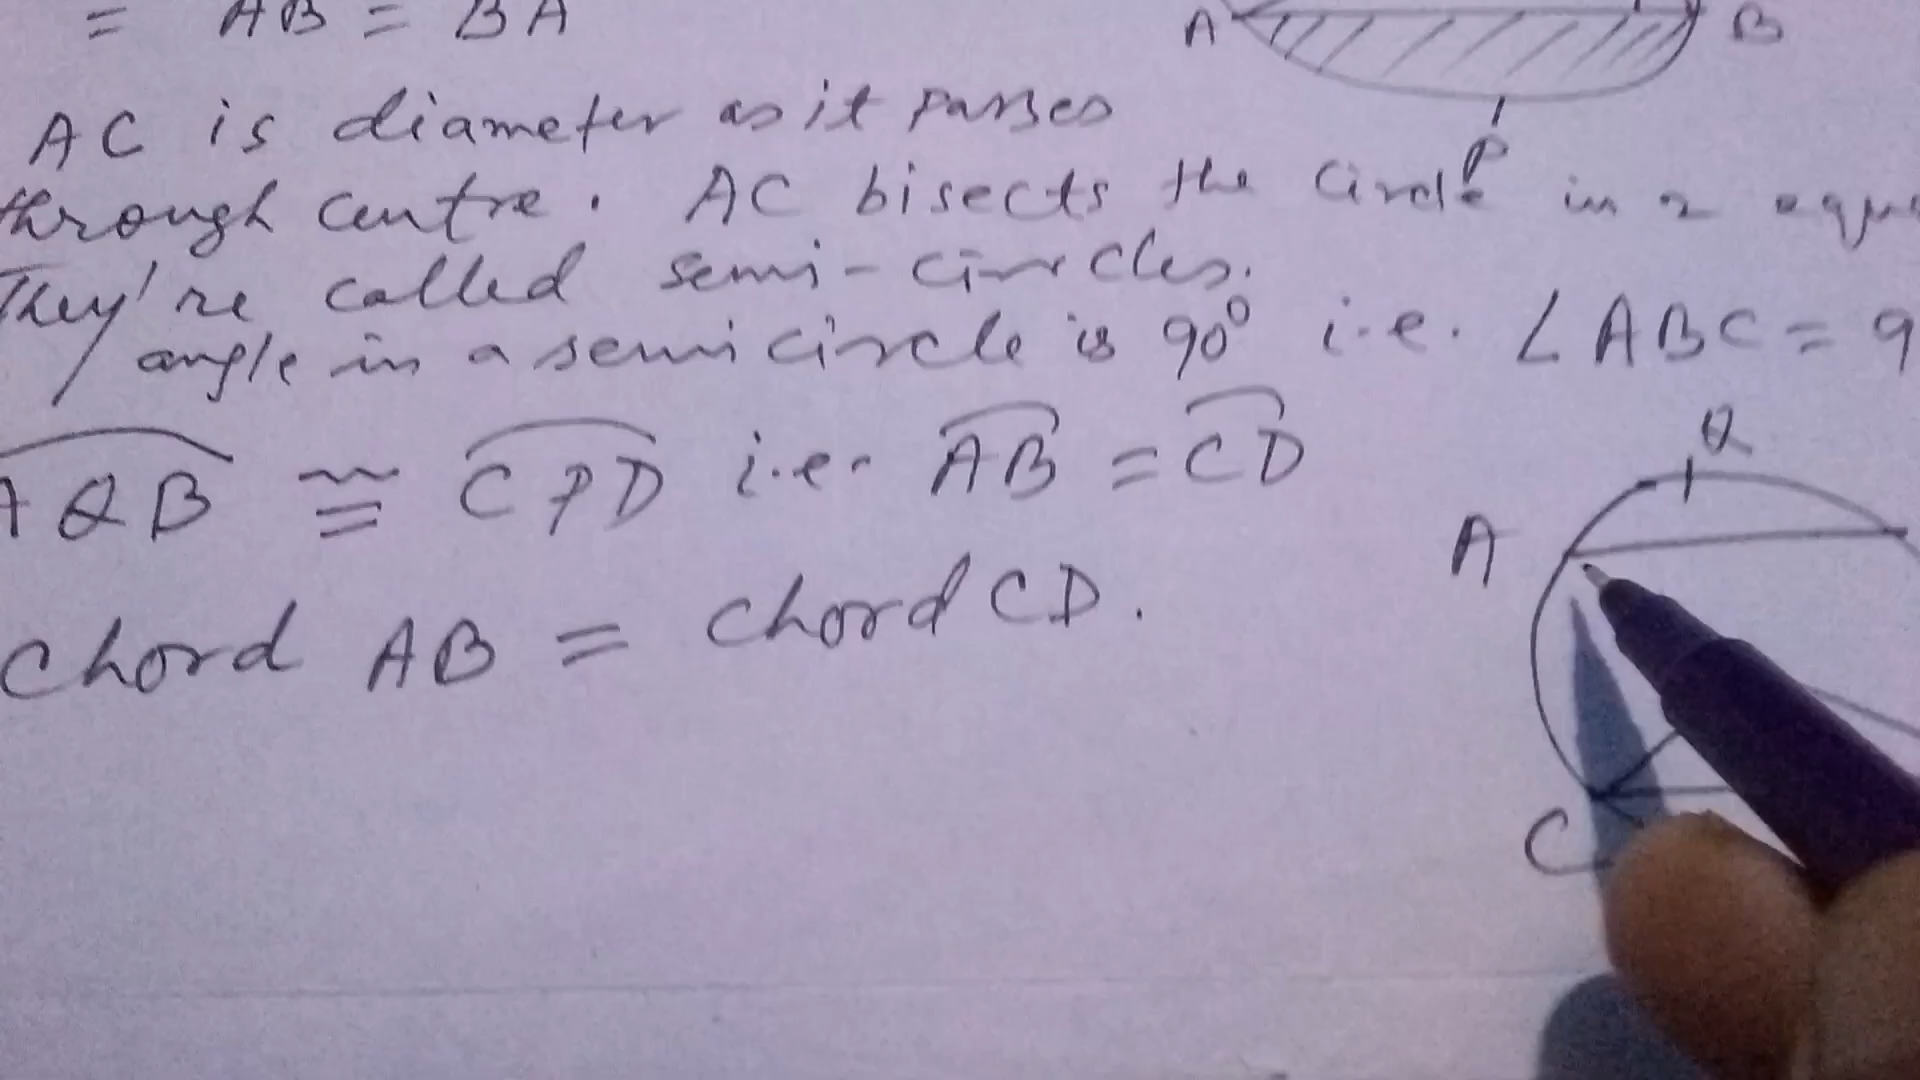 = AB = BA
A B
P
AC is diameter as it passes
through centre. AC bisects the circle in 2 equ
They're called semi-circles.
angle in a semicircle is 90° i.e. ∠ABC = 9
Q
AQB ≅ CPD i.e. AB = CD
A
chord AB = chord CD.
C